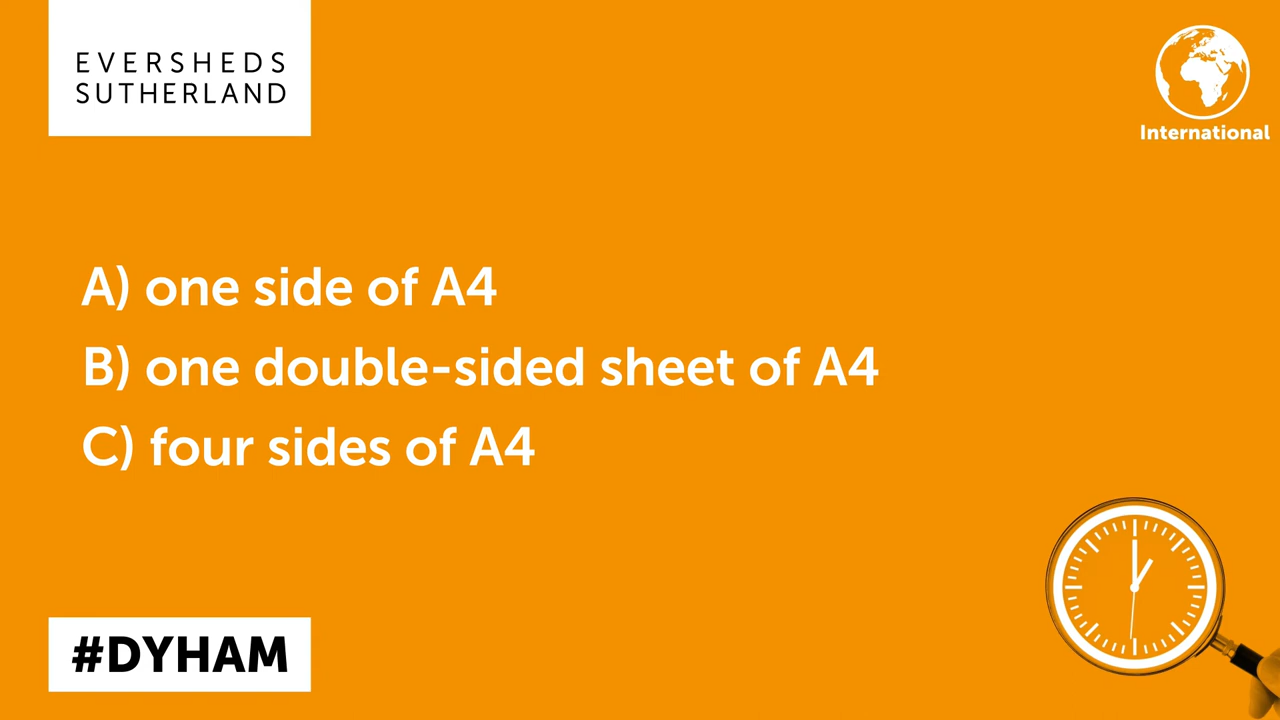 EVERSHEDS
SUTHERLAND
International
A) one side of A4
B) one double-sided sheet of A4
C) four sides of A4
#DYHAM